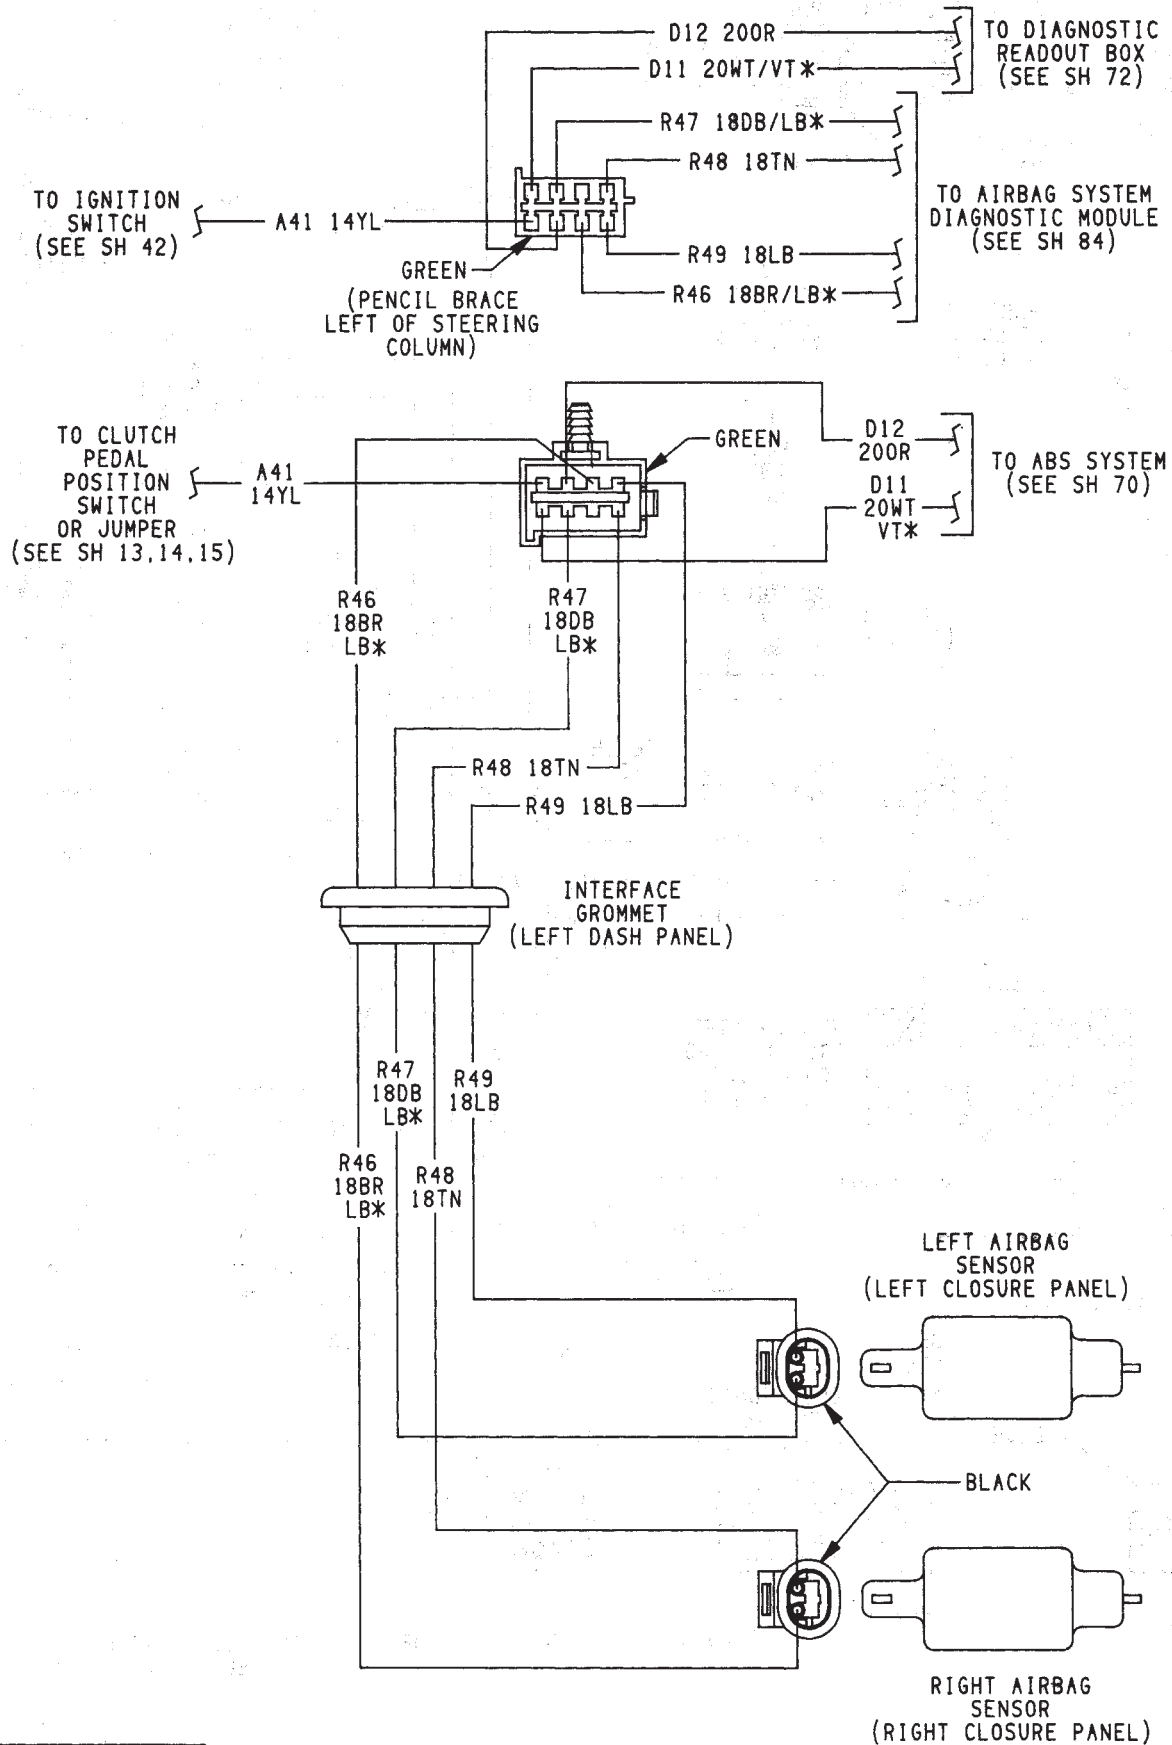 D12 20OR
TO DIAGNOSTIC
READOUT BOX
(SEE SH 72)
D11 20WT/VT*
R47 18DB/LB*
R48 18TN
TO IGNITION
SWITCH
(SEE SH 42)
A41 14YL
TO AIRBAG SYSTEM
DIAGNOSTIC MODULE
(SEE SH 84)
R49 18LB
GREEN
R46 18BR/LB*
(PENCIL BRACE
LEFT OF STEERING
COLUMN)
TO CLUTCH
PEDAL
POSITION
SWITCH
OR JUMPER
(SEE SH 13,14,15)
A41
14YL
GREEN
D12
20OR
D11
20WT
VT*
TO ABS SYSTEM
(SEE SH 70)
R46
18BR
LB*
R47
18DB
LB*
R48 18TN
R49 18LB
INTERFACE
GROMMET
(LEFT DASH PANEL)
R47
18DB
LB*
R49
18LB
R46
18BR
LB*
R48
18TN
LEFT AIRBAG
SENSOR
(LEFT CLOSURE PANEL)
BLACK
RIGHT AIRBAG
SENSOR
(RIGHT CLOSURE PANEL)